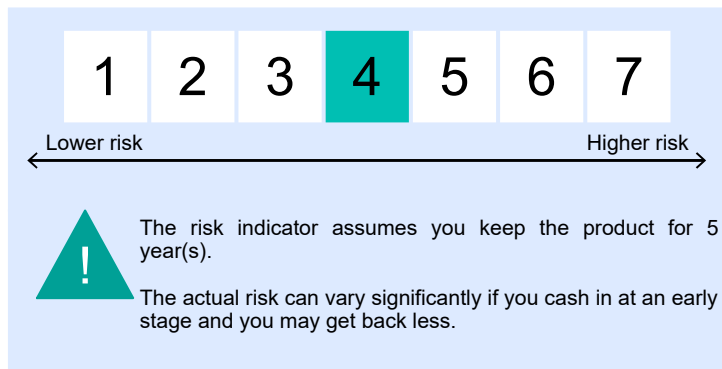 1 2 3 4 5 6 7
Lower risk Higher risk
!
The risk indicator assumes you keep the product for 5
year(s).
The actual risk can vary significantly if you cash in at an early
stage and you may get back less.